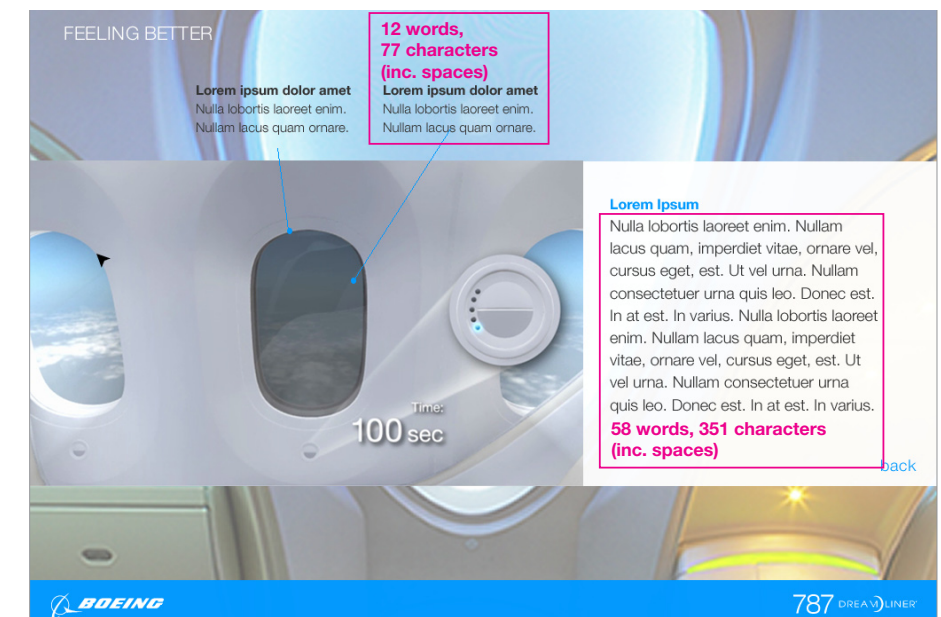 FEELING BETTER
12 words,
77 characters
(inc. spaces)
Lorem ipsum dolor amet
Nulla lobortis laoreet enim.
Nullam lacus quam ornare.
Lorem ipsum dolor amet
Nulla lobortis laoreet enim.
Nullam lacus quam ornare.
Time:
100 sec
Lorem Ipsum
Nulla lobortis laoreet enim. Nullam
lacus quam, imperdiet vitae, ornare vel,
cursus eget, est. Ut vel urna. Nullam
consectetuer urna quis leo. Donec est.
In at est. In varius. Nulla lobortis laoreet
enim. Nullam lacus quam, imperdiet
vitae, ornare vel, cursus eget, est. Ut
vel urna. Nullam consectetuer urna
quis leo. Donec est. In at est. In varius.
58 words, 351 characters
(inc. spaces)
back
BOEING
787 DREAMLINER